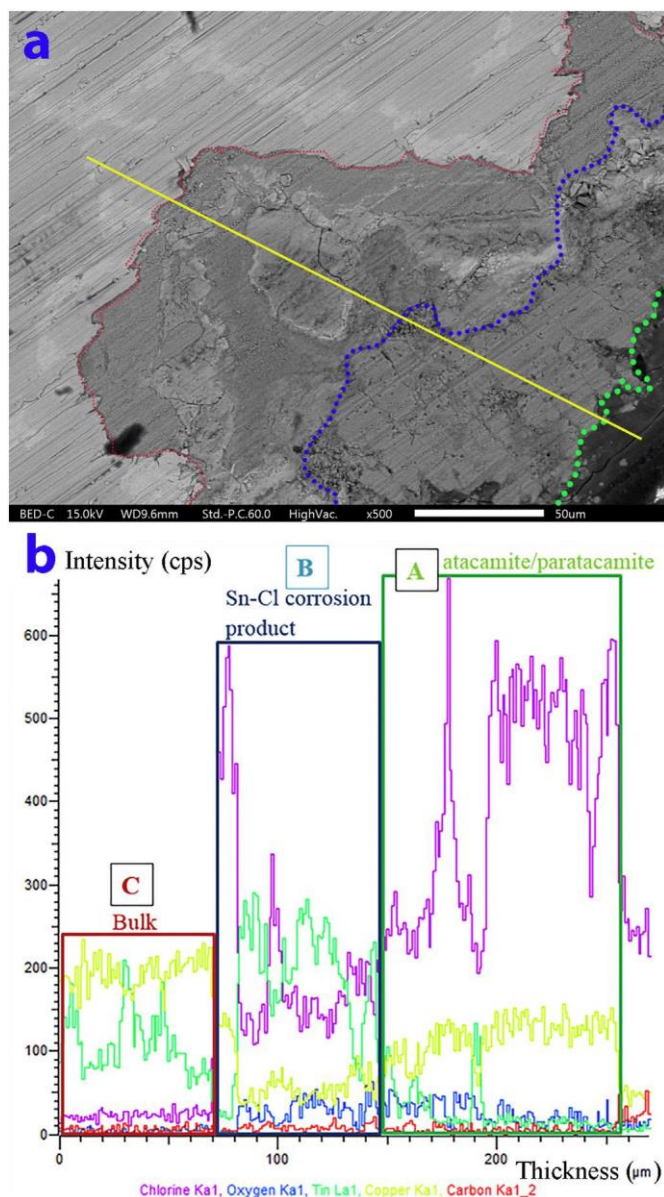 a
BED-C 15.0kV WD9.6mm Std.-P.C.60.0 HighVac. x500 50um
b
Intensity (cps)
B
A
atacamite/paratacamite
Sn-Cl corrosion
product
C
Bulk
600
500
400
300
200
100
0
0 100 200
Thickness (μm)
Chlorine Ka1, Oxygen Ka1, Tin La1, Copper Ka1, Carbon Ka1_2